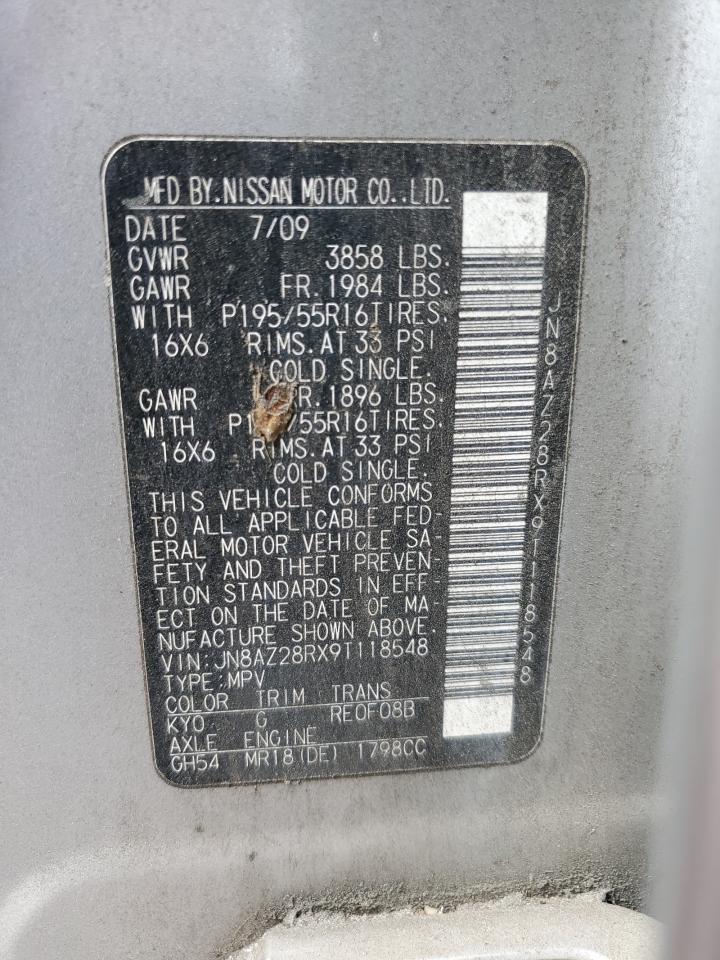 MFD BY.NISSAN MOTOR CO.,LTD.
DATE 7/09
GVWR 3858 LBS.
GAWR FR.1984 LBS.
WITH P195/55R16TIRES.
16X6 RIMS.AT 33 PSI
COLD SINGLE.
GAWR R.1896 LBS.
WITH /55R16TIRES.
16X6 RIMS.AT 33 PSI
COLD SINGLE.
THIS VEHICLE CONFORMS
TO ALL APPLICABLE FED-
ERAL MOTOR VEHICLE SA-
FETY AND THEFT PREVEN-
TION STANDARDS IN EFF-
ECT ON THE DATE OF MA-
NUFACTURE SHOWN ABOVE.
VIN:JN8AZ28RX9T118548
TYPE:MPV
COLOR TRIM TRANS
KY0 G RE0F08B
AXLE ENGINE
GH54 MR18(DE) 1798CC
JN8AZ28RX9T118548